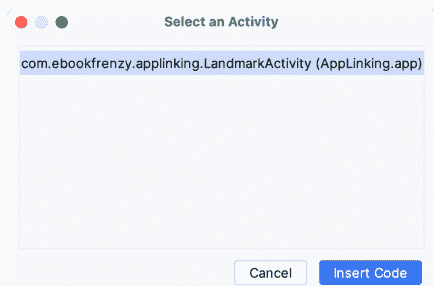 Select an Activity
com.ebookfrenzy.applinking.LandmarkActivity (AppLinking.app)
Cancel
Insert Code